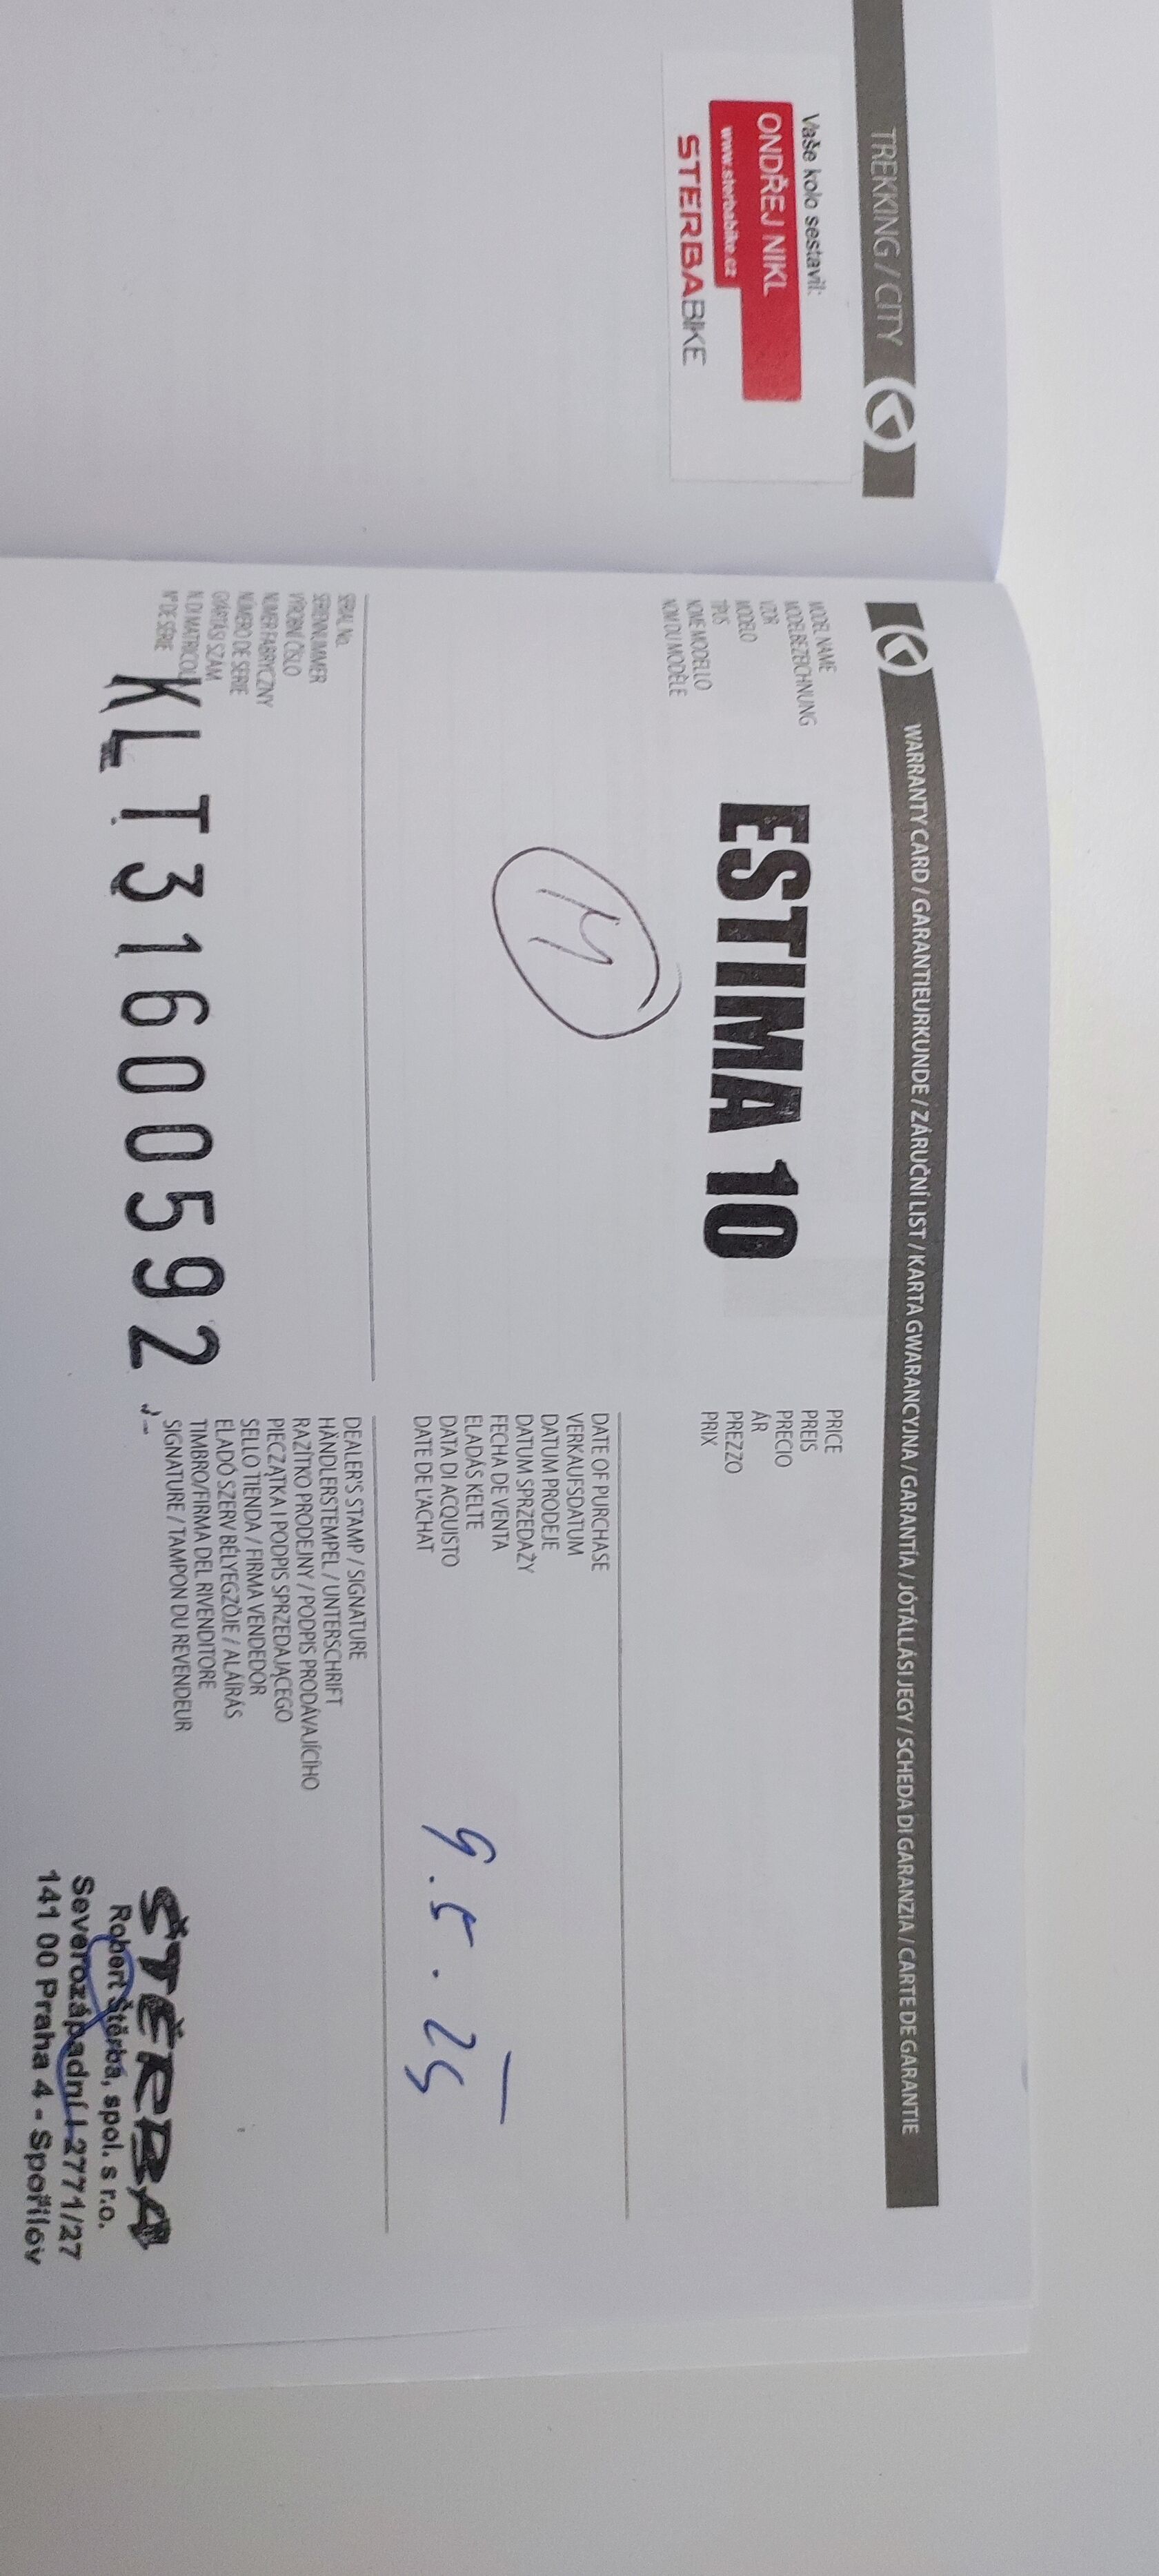 TREKKING / CITY
Vaše kolo sestavil:
ONDŘEJ NIKL
www.sterbabike.cz
STERBABIKE
WARRANTY CARD / GARANTIEURKUNDE / ZÁRUČNÍ LIST / KARTA GWARANCYJNA / GARANTÍA / JÓTÁLLÁSI JEGY / SCHEDA DI GARANZIA / CARTE DE GARANTIE
MODEL NAME
MODELBEZEICHNUNG
VZOR
MODELO
TÍPUS
NOME MODELLO
NOM DU MODÈLE
ESTIMA 10
M
PRICE
PREIS
PRECIO
ÁR
PREZZO
PRIX
DATE OF PURCHASE
VERKAUFSDATUM
DATUM PRODEJE
DATUM SPRZEDAŻY
FECHA DE VENTA
ELADÁS KELTE
DATA DI ACQUISTO
DATE DE L'ACHAT
9.5.25
SERIAL No.
SERIENNUMMER
VÝROBNÍ ČÍSLO
NUMER FABRYCZNY
NÚMERO DE SERIE
GYÁRTÁSI SZÁM
N. DI MATRICOLA
N° DE SÉRIE
KLT31600592
DEALER'S STAMP / SIGNATURE
HÄNDLERSTEMPEL / UNTERSCHRIFT
RAZÍTKO PRODEJNY / PODPIS PRODÁVAJÍCÍHO
PIECZĄTKA I PODPIS SPRZEDAJĄCEGO
SELLO TIENDA / FIRMA VENDEDOR
ELADÓ SZERV BÉLYEGZŐJE / ALÁÍRÁS
TIMBRO/FIRMA DEL RIVENDITORE
SIGNATURE / TAMPON DU REVENDEUR
ŠTĚRBA
Robert Štěrba, spol. s r.o.
Severozápadní I 2771/27
141 00 Praha 4 - Spořilov